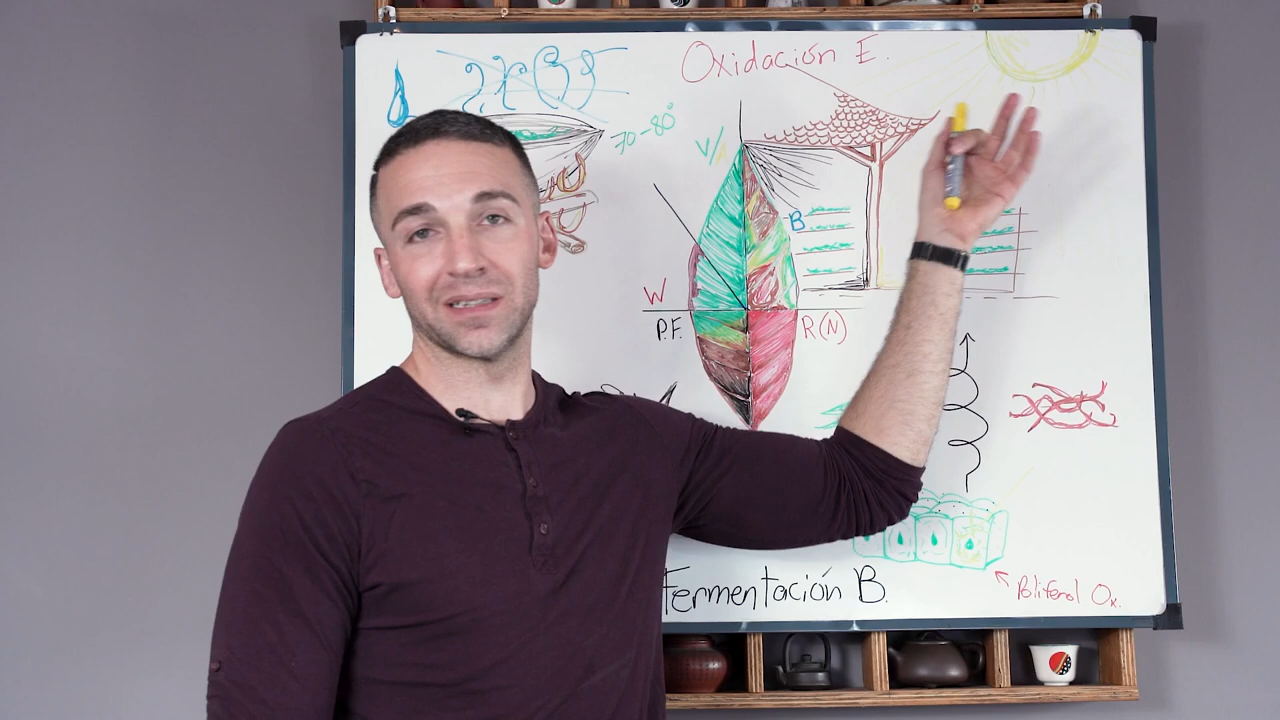 Oxidación E.
70-80°
V/A
B
W
P.F.
R(N)
Fermentación B.
Polifenol Ox.